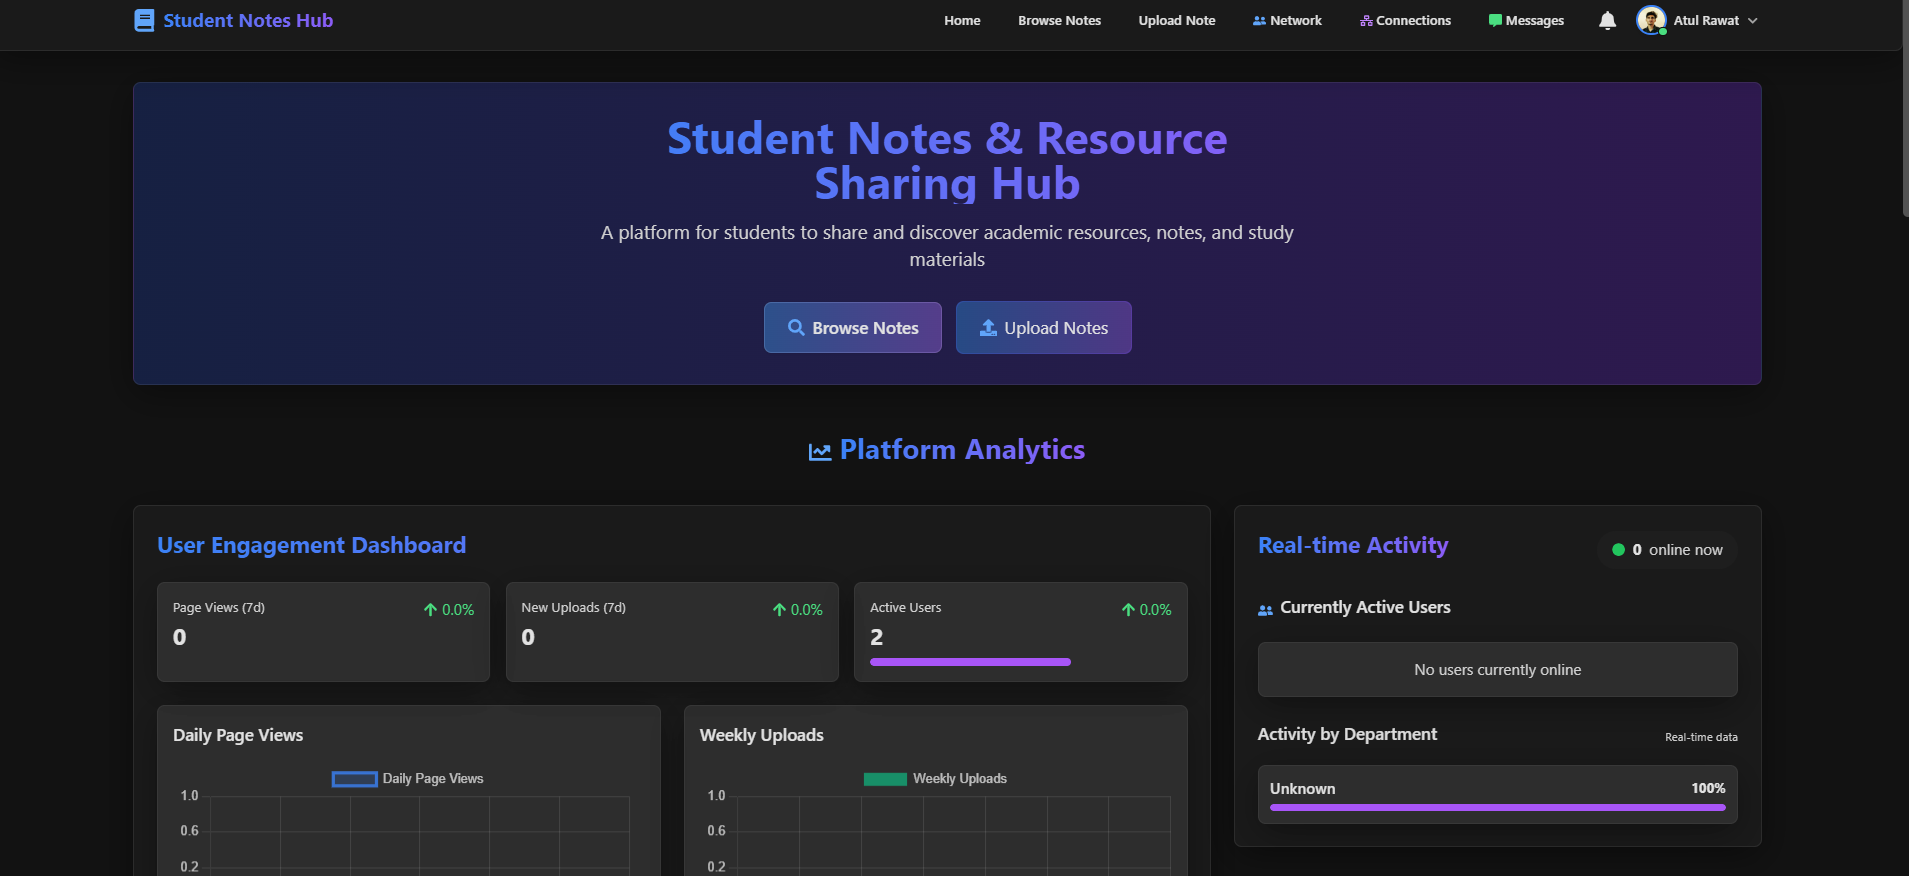 Student Notes Hub
Home
Browse Notes
Upload Note
Network
Connections
Messages
Atul Rawat
Student Notes & Resource
Sharing Hub
A platform for students to share and discover academic resources, notes, and study
materials
Browse Notes
Upload Notes
Platform Analytics
User Engagement Dashboard
Page Views (7d)
0.0%
0
New Uploads (7d)
0.0%
0
Active Users
0.0%
2
Daily Page Views
Daily Page Views
1.0
0.6
0.2
Weekly Uploads
Weekly Uploads
1.0
0.6
0.2
Real-time Activity
0 online now
Currently Active Users
No users currently online
Activity by Department
Real-time data
Unknown
100%